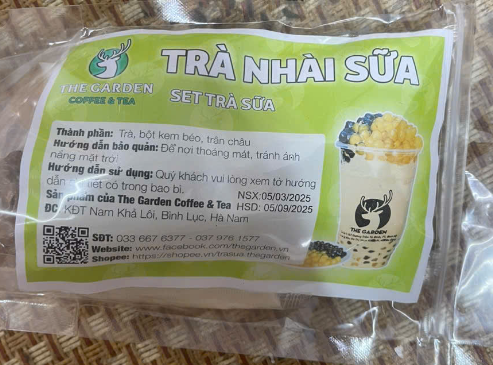 THE GARDEN
COFFEE & TEA
TRÀ NHÀI SỮA
SET TRÀ SỮA
Thành phần: Trà, bột kem béo, trân châu
Hướng dẫn bảo quản: Để nơi thoáng mát, tránh ánh
nắng mặt trời
Hướng dẫn sử dụng: Quý khách vui lòng xem tờ hướng
dẫn tiết có trong bao bì.
NSX:05/03/2025
Sản phẩm của The Garden Coffee & Tea HSD: 05/09/2025
ĐC: KĐT Nam Khả Lôi, Bình Lục, Hà Nam
SĐT: 033 667 6377 - 037 976 1577
Website: www.facebook.com/thegarden.vn
Shopee: https://shopee.vn/trasua.thegarden
THE GARDEN